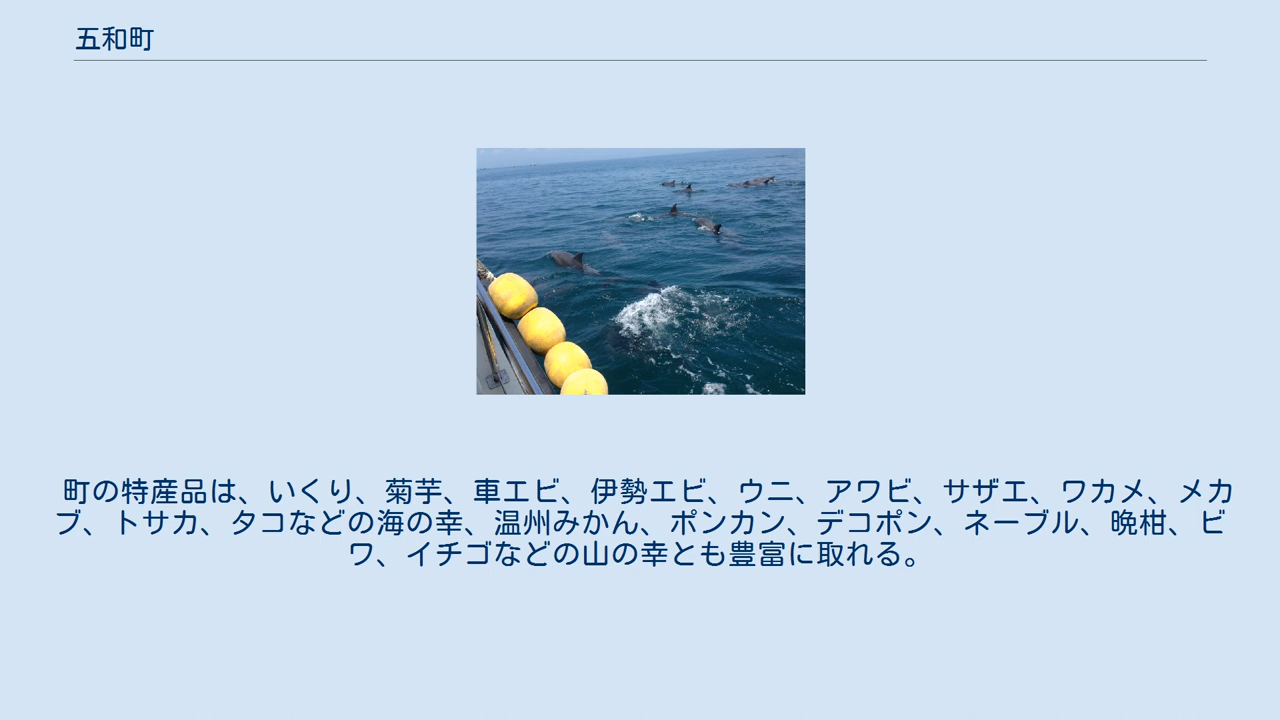 五和町
町の特産品は、いくり、菊芋、車エビ、伊勢エビ、ウニ、アワビ、サザエ、ワカメ、メカ
ブ、トサカ、タコなどの海の幸、温州みかん、ポンカン、デコポン、ネーブル、晩柑、ビ
ワ、イチゴなどの山の幸とも豊富に取れる。